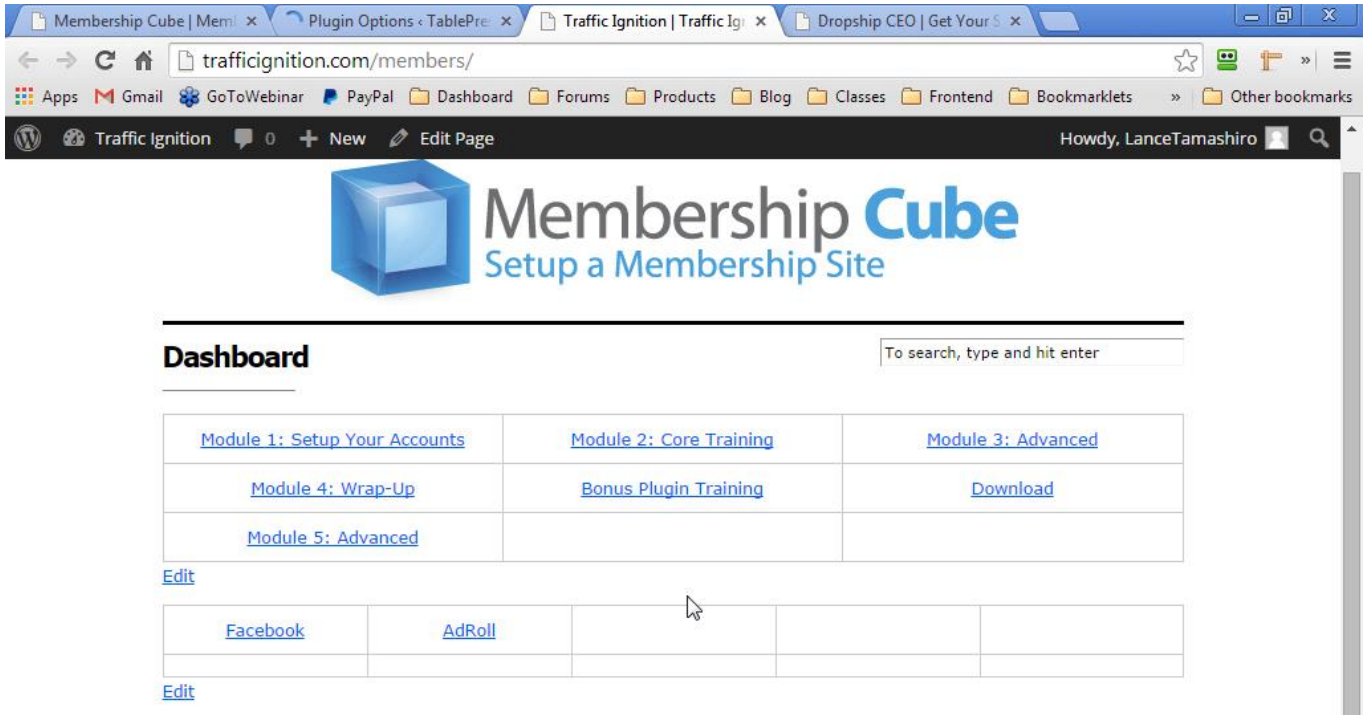 Membership Cube | Meml
Plugin Options ‹ TablePre
Traffic Ignition | Traffic Ig
Dropship CEO | Get Your S
trafficignition.com/members/
Apps Gmail GoToWebinar PayPal Dashboard Forums Products Blog Classes Frontend Bookmarklets » Other bookmarks
Traffic Ignition 0 + New Edit Page Howdy, LanceTamashiro
Membership Cube
Setup a Membership Site
Dashboard
To search, type and hit enter
Module 1: Setup Your Accounts Module 2: Core Training Module 3: Advanced
Module 4: Wrap-Up Bonus Plugin Training Download
Module 5: Advanced
Edit
Facebook AdRoll
Edit